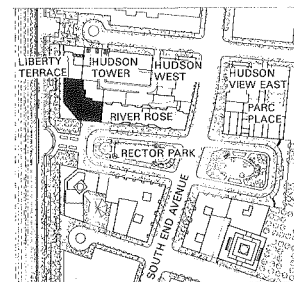 LIBERTY
TERRACE
HUDSON
TOWER
HUDSON
WEST
HUDSON
VIEW EAST
PARC
PLACE
RIVER ROSE
RECTOR PARK
SOUTH END AVENUE